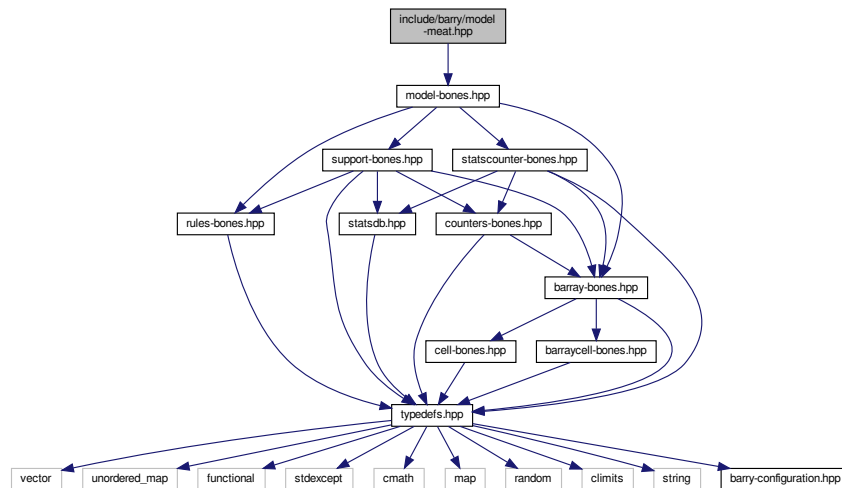 include/barry/model
-meat.hpp
model-bones.hpp
support-bones.hpp
statscounter-bones.hpp
rules-bones.hpp
statsdb.hpp
counters-bones.hpp
barray-bones.hpp
cell-bones.hpp
barraycell-bones.hpp
typedefs.hpp
vector
unordered_map
functional
stdexcept
cmath
map
random
climits
string
barry-configuration.hpp